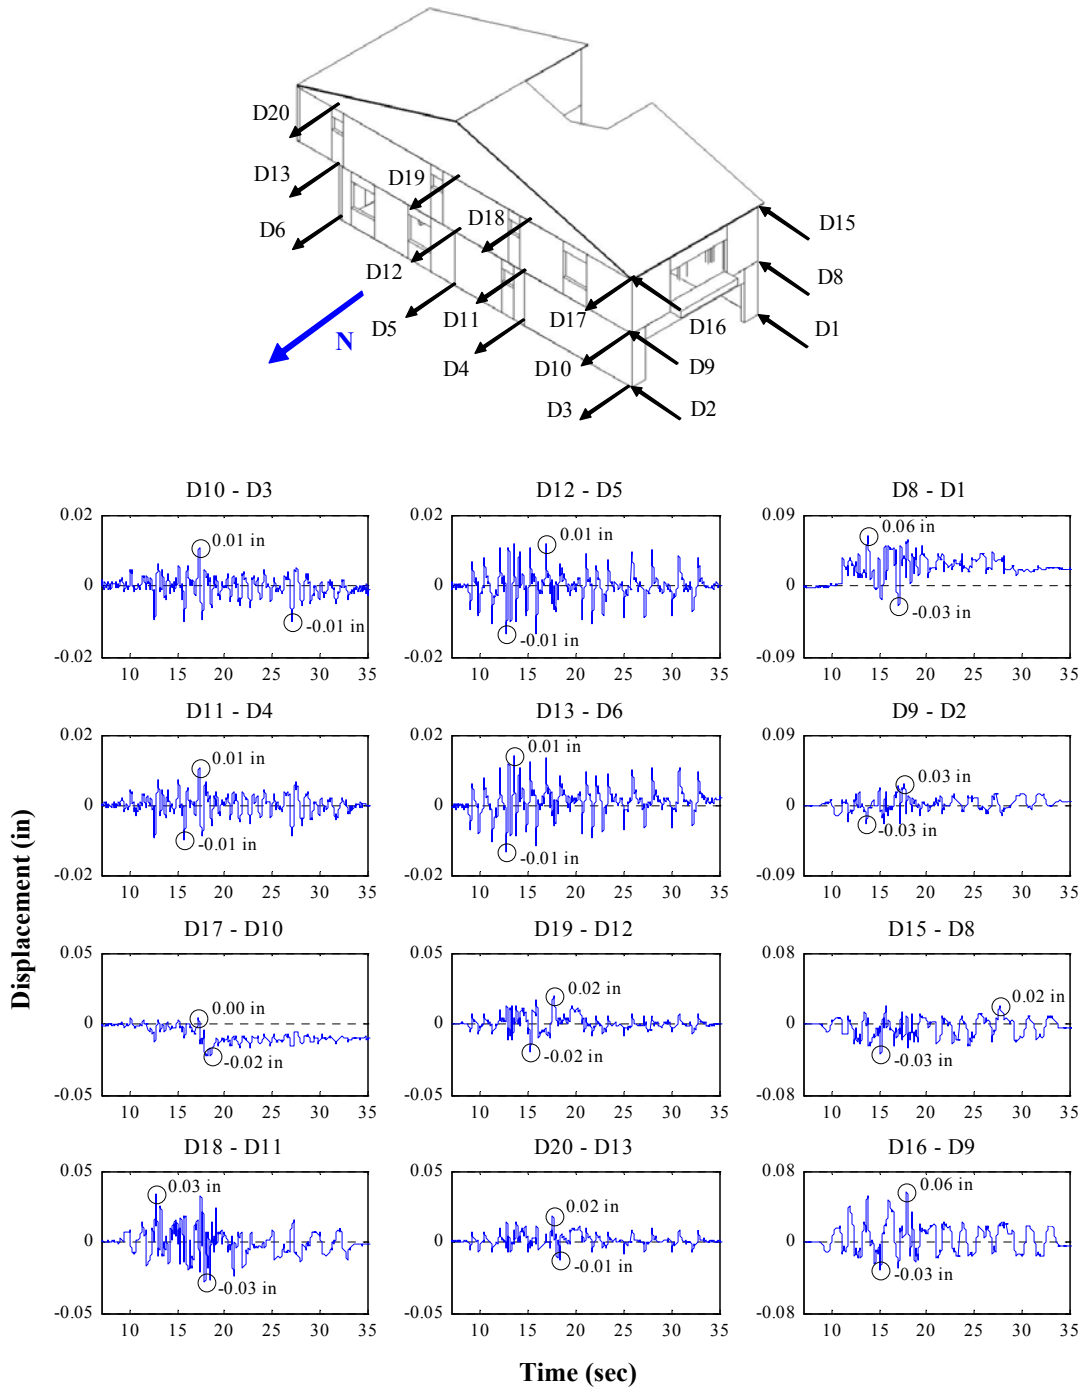 D20
D13
D6
D19
D18
D12
D5
D11
D4
D17
D10
D3
D16
D9
D2
D15
D8
D1
N
Displacement (in)
D10 - D3
0.02
0
-0.02
0.01 in
-0.01 in
10 15 20 25 30 35
D12 - D5
0.02
0
-0.02
0.01 in
-0.01 in
10 15 20 25 30 35
D8 - D1
0.09
0
-0.09
0.06 in
-0.03 in
10 15 20 25 30 35
D11 - D4
0.02
0
-0.02
0.01 in
-0.01 in
10 15 20 25 30 35
D13 - D6
0.02
0
-0.02
0.01 in
-0.01 in
10 15 20 25 30 35
D9 - D2
0.09
0
-0.09
0.03 in
-0.03 in
10 15 20 25 30 35
D17 - D10
0.05
0
-0.05
0.00 in
-0.02 in
10 15 20 25 30 35
D19 - D12
0.05
0
-0.05
0.02 in
-0.02 in
10 15 20 25 30 35
D15 - D8
0.08
0
-0.08
0.02 in
-0.03 in
10 15 20 25 30 35
D18 - D11
0.05
0
-0.05
0.03 in
-0.03 in
10 15 20 25 30 35
D20 - D13
0.05
0
-0.05
0.02 in
-0.01 in
10 15 20 25 30 35
D16 - D9
0.08
0
-0.08
0.06 in
-0.03 in
10 15 20 25 30 35
Time (sec)